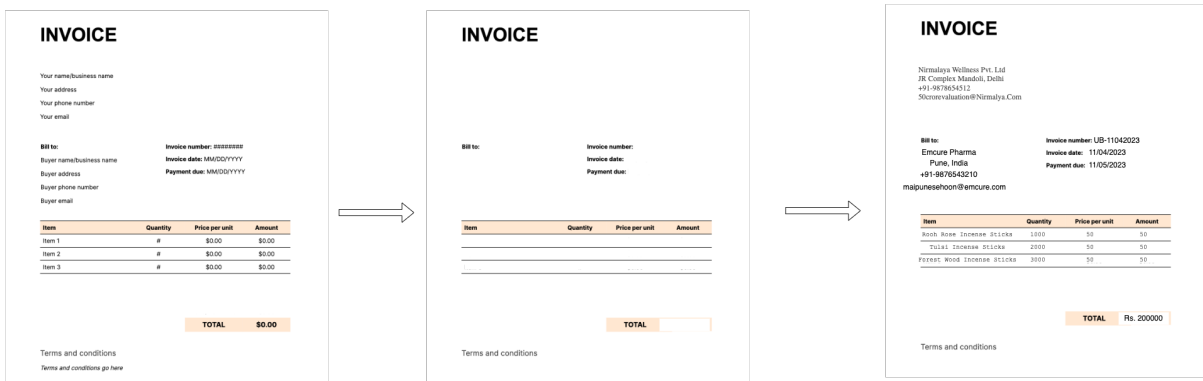 INVOICE
Your name/business name
Your address
Your phone number
Your email
Bill to:
Buyer name/business name
Buyer address
Buyer phone number
Buyer email
Invoice number: ########
Invoice date: MM/DD/YYYY
Payment due: MM/DD/YYYY
Item Quantity Price per unit Amount
Item 1 # $0.00 $0.00
Item 2 # $0.00 $0.00
Item 3 # $0.00 $0.00
TOTAL $0.00
Terms and conditions
Terms and conditions go here
INVOICE
Bill to:
Invoice number:
Invoice date:
Payment due:
Item Quantity Price per unit Amount
TOTAL
Terms and conditions
INVOICE
Nirmalaya Wellness Pvt. Ltd
JR Complex Mandoli, Delhi
+91-9878654512
50crorevaluation@Nirmalya.Com
Bill to:
Emcure Pharma
Pune, India
+91-9876543210
maipunesehoon@emcure.com
Invoice number: UB-11042023
Invoice date: 11/04/2023
Payment due: 11/05/2023
Item Quantity Price per unit Amount
Rooh Rose Incense Sticks 1000 50 50
Tulsi Incense Sticks 2000 50 50
Forest Wood Incense Sticks 3000 50 50
TOTAL Rs. 200000
Terms and conditions